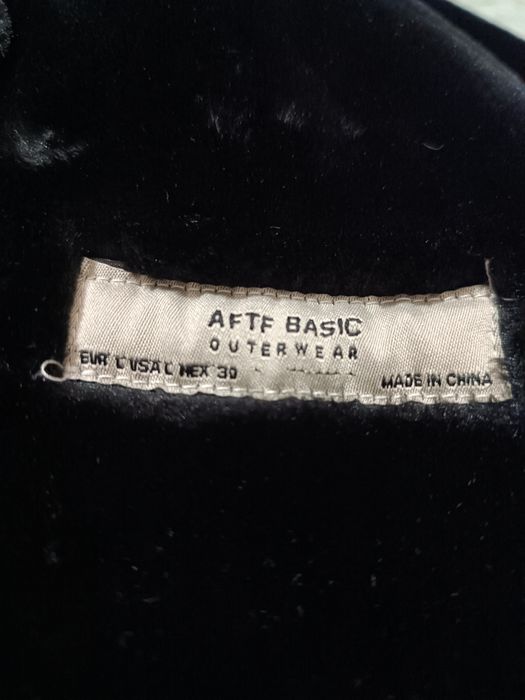 AFTF BASIC
OUTERWEAR
EUR L USA L MEX 30
MADE IN CHINA